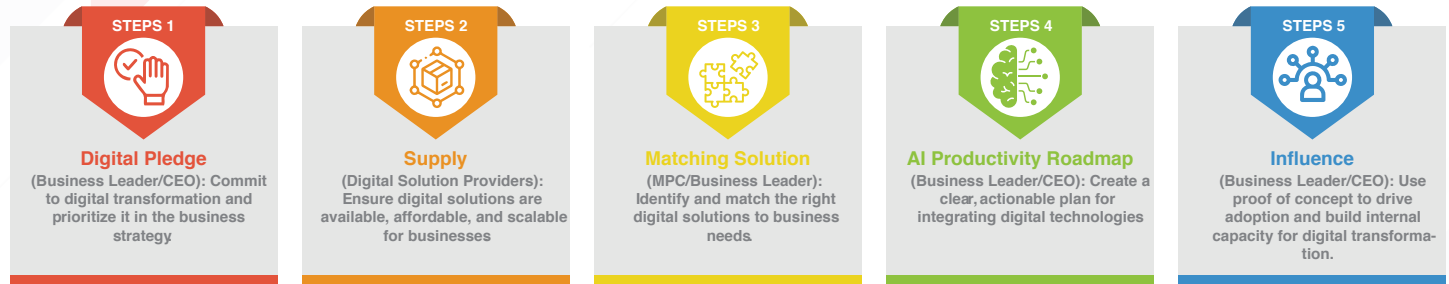 STEPS 1
Digital Pledge
(Business Leader/CEO): Commit
to digital transformation and
prioritize it in the business
strategy.
STEPS 2
Supply
(Digital Solution Providers):
Ensure digital solutions are
available, affordable, and scalable
for businesses
STEPS 3
Matching Solution
(MPC/Business Leader):
Identify and match the right
digital solutions to business
needs.
STEPS 4
AI Productivity Roadmap
(Business Leader/CEO): Create a
clear, actionable plan for
integrating digital technologies
STEPS 5
Influence
(Business Leader/CEO): Use
proof of concept to drive
adoption and build internal
capacity for digital transforma-
tion.